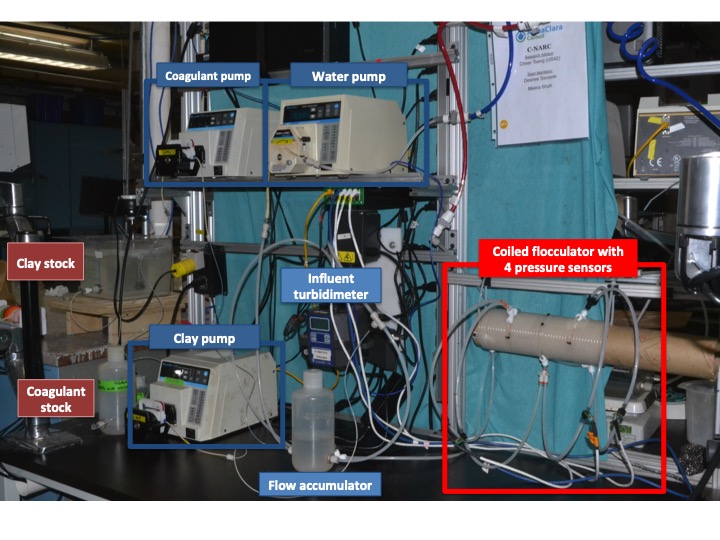 Coagulant pump
Water pump
C-NARC
Clay stock
Coiled flocculator with
4 pressure sensors
Influent
turbidimeter
Clay pump
Coagulant
stock
Flow accumulator